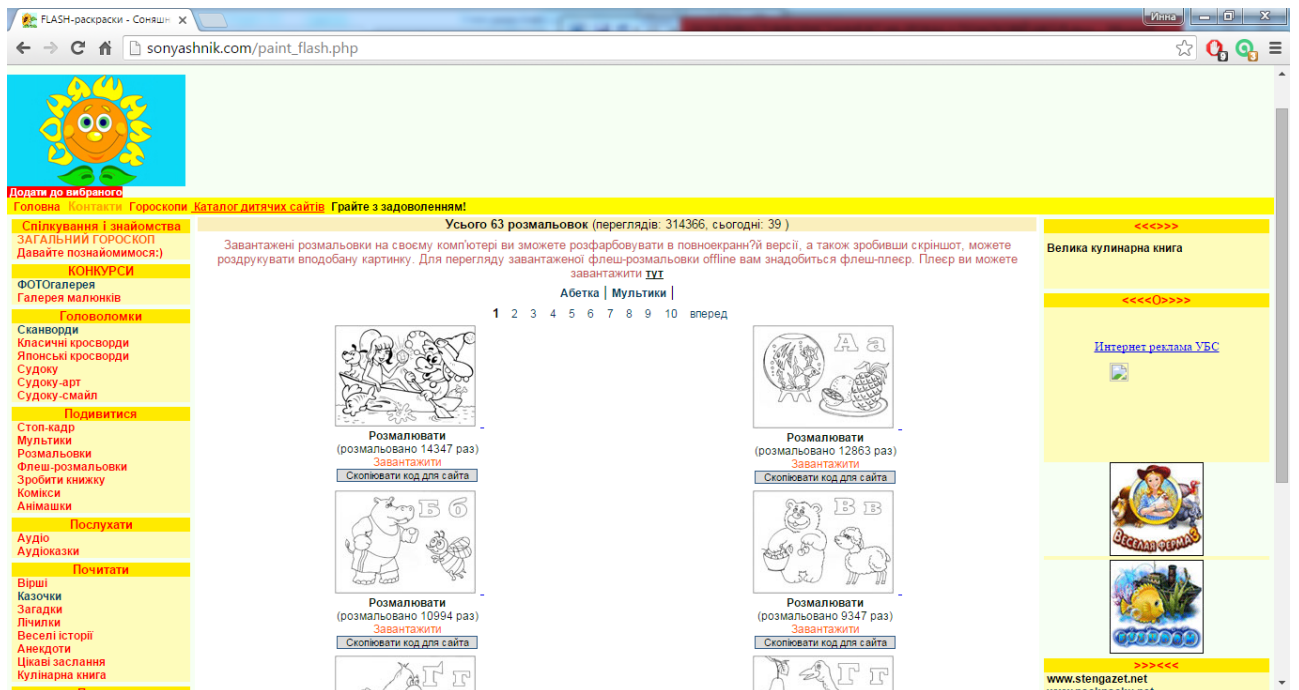 FLASH-раскраски - Соняшн
Инна
sonyashnik.com/paint_flash.php
Додати до вибраного
Головна Контакти Гороскопи Каталог дитячих сайтів Грайте з задоволенням!
Спілкування і знайомства
ЗАГАЛЬНИЙ ГОРОСКОП
Давайте познайомимося:)
КОНКУРСИ
ФОТОгалерея
Галерея малюнків
Головоломки
Сканворди
Класичні кросворди
Японські кросворди
Судоку
Судоку-арт
Судоку-смайл
Подивитися
Стоп-кадр
Мультики
Розмальовки
Флеш-розмальовки
Зробити книжку
Комікси
Анімашки
Послухати
Аудіо
Аудіоказки
Почитати
Вірші
Казочки
Загадки
Лічилки
Веселі історії
Анекдоти
Цікаві заслання
Кулінарна книга
Усього 63 розмальовок (переглядів: 314366, сьогодні: 39 )
Завантажені розмальовки на своєму комп'ютері ви зможете розфарбовувати в повноекранн?й версії, а також зробивши скріншот, можете
роздрукувати вподобану картинку. Для перегляду завантаженої флеш-розмальовки offline вам знадобиться флеш-плеєр. Плеєр ви можете
завантажити тут
Абетка | Мультики |
1 2 3 4 5 6 7 8 9 10 вперед
А а
Розмалювати
(розмальовано 14347 раз)
Завантажити
Скопіювати код для сайта
Розмалювати
(розмальовано 12863 раз)
Завантажити
Скопіювати код для сайта
Б б
В в
Розмалювати
(розмальовано 10994 раз)
Завантажити
Скопіювати код для сайта
Розмалювати
(розмальовано 9347 раз)
Завантажити
Скопіювати код для сайта
Ґ ґ
Г г
<<<>>>
Велика кулинарна книга
<<<<O>>>>
Интернет реклама УБС
ВЕСЕЛАЯ ФЕРМА 3
>>><<<
www.stengazet.net